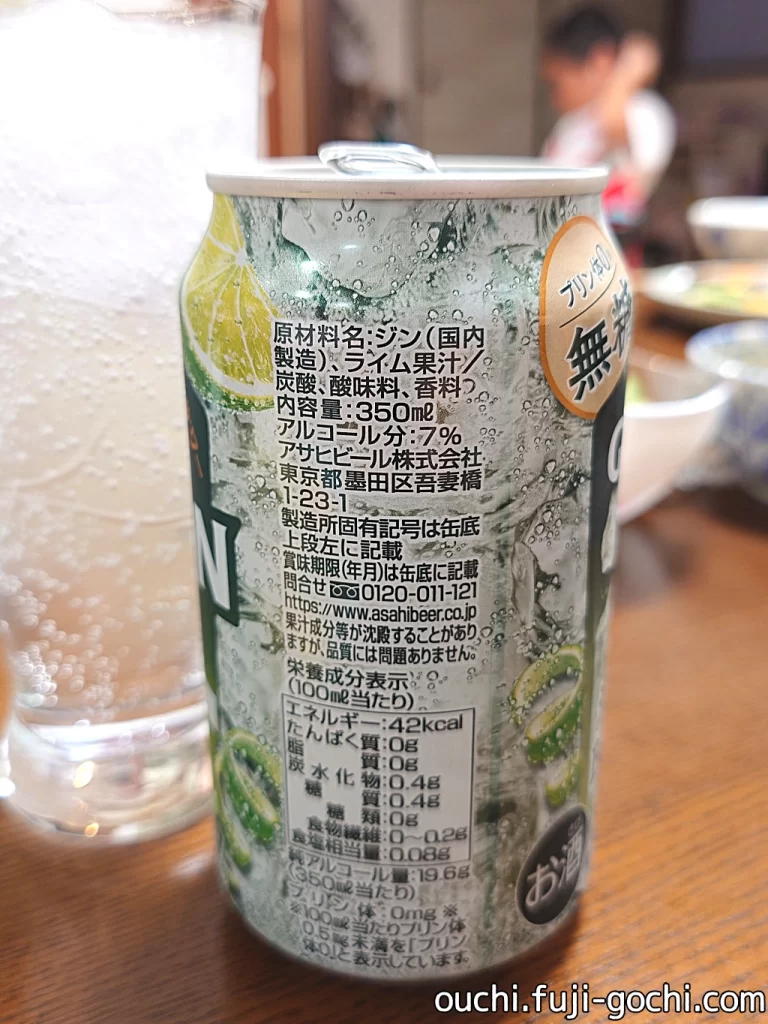 原材料名:ジン(国内
製造)、ライム果汁/
炭酸、酸味料、香料
内容量:350㎖
アルコール分:7%
アサヒビール株式会社
東京都墨田区吾妻橋
1-23-1
製造所固有記号は缶底
上段左に記載
賞味期限(年月)は缶底に記載
問合せ 0120-011-121
https://www.asahibeer.co.jp
果汁成分等が沈殿することがあり
ますが、品質には問題ありません。
栄養成分表示
(100㎖当たり)
エネルギー:42kcal
たんぱく質:0g
脂質:0g
炭水化物:0.4g
糖質:0.4g
糖類:0g
食物繊維:0〜0.2g
食塩相当量:0.08g
純アルコール量:19.6g
(350㎖当たり)
プリン体:0mg ※
※100㎖当たりプリン体
0.5㎎未満を「プリン
体0」と表示しています。
プリン体0
無糖
N
お酒
ouchi.fuji-gochi.com